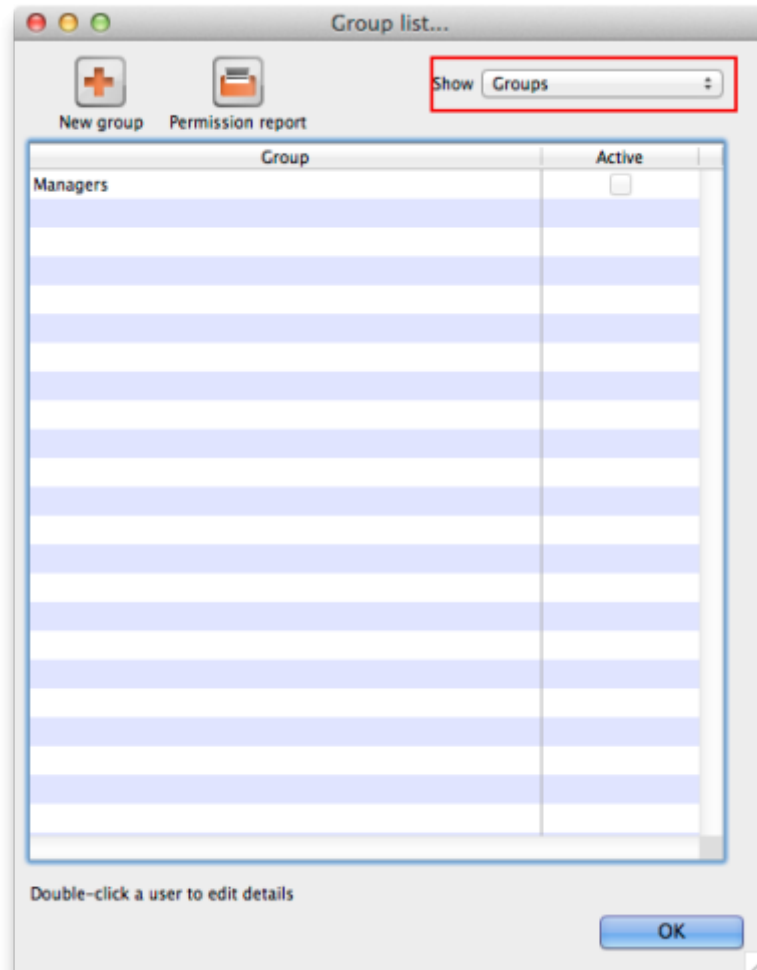 Group list...
Show Groups
New group Permission report
Group Active
Managers
Double-click a user to edit details
OK